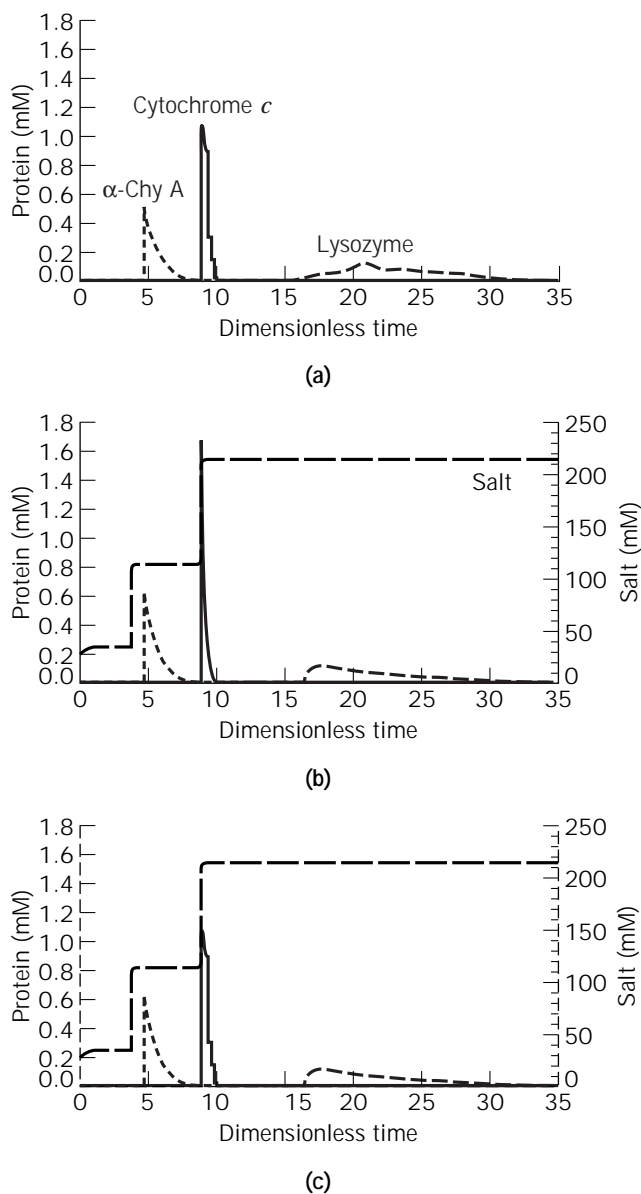 1.8
1.6
1.4
1.2
1.0
0.8
0.6
0.4
0.2
0.0
Protein (mM)
Cytochrome c
α-Chy A
Lysozyme
0 5 10 15 20 25 30 35
Dimensionless time
(a)
1.8
1.6
1.4
1.2
1.0
0.8
0.6
0.4
0.2
0.0
Protein (mM)
Salt
250
200
150
100
50
0
Salt (mM)
0 5 10 15 20 25 30 35
Dimensionless time
(b)
1.8
1.6
1.4
1.2
1.0
0.8
0.6
0.4
0.2
0.0
Protein (mM)
250
200
150
100
50
0
Salt (mM)
0 5 10 15 20 25 30 35
Dimensionless time
(c)